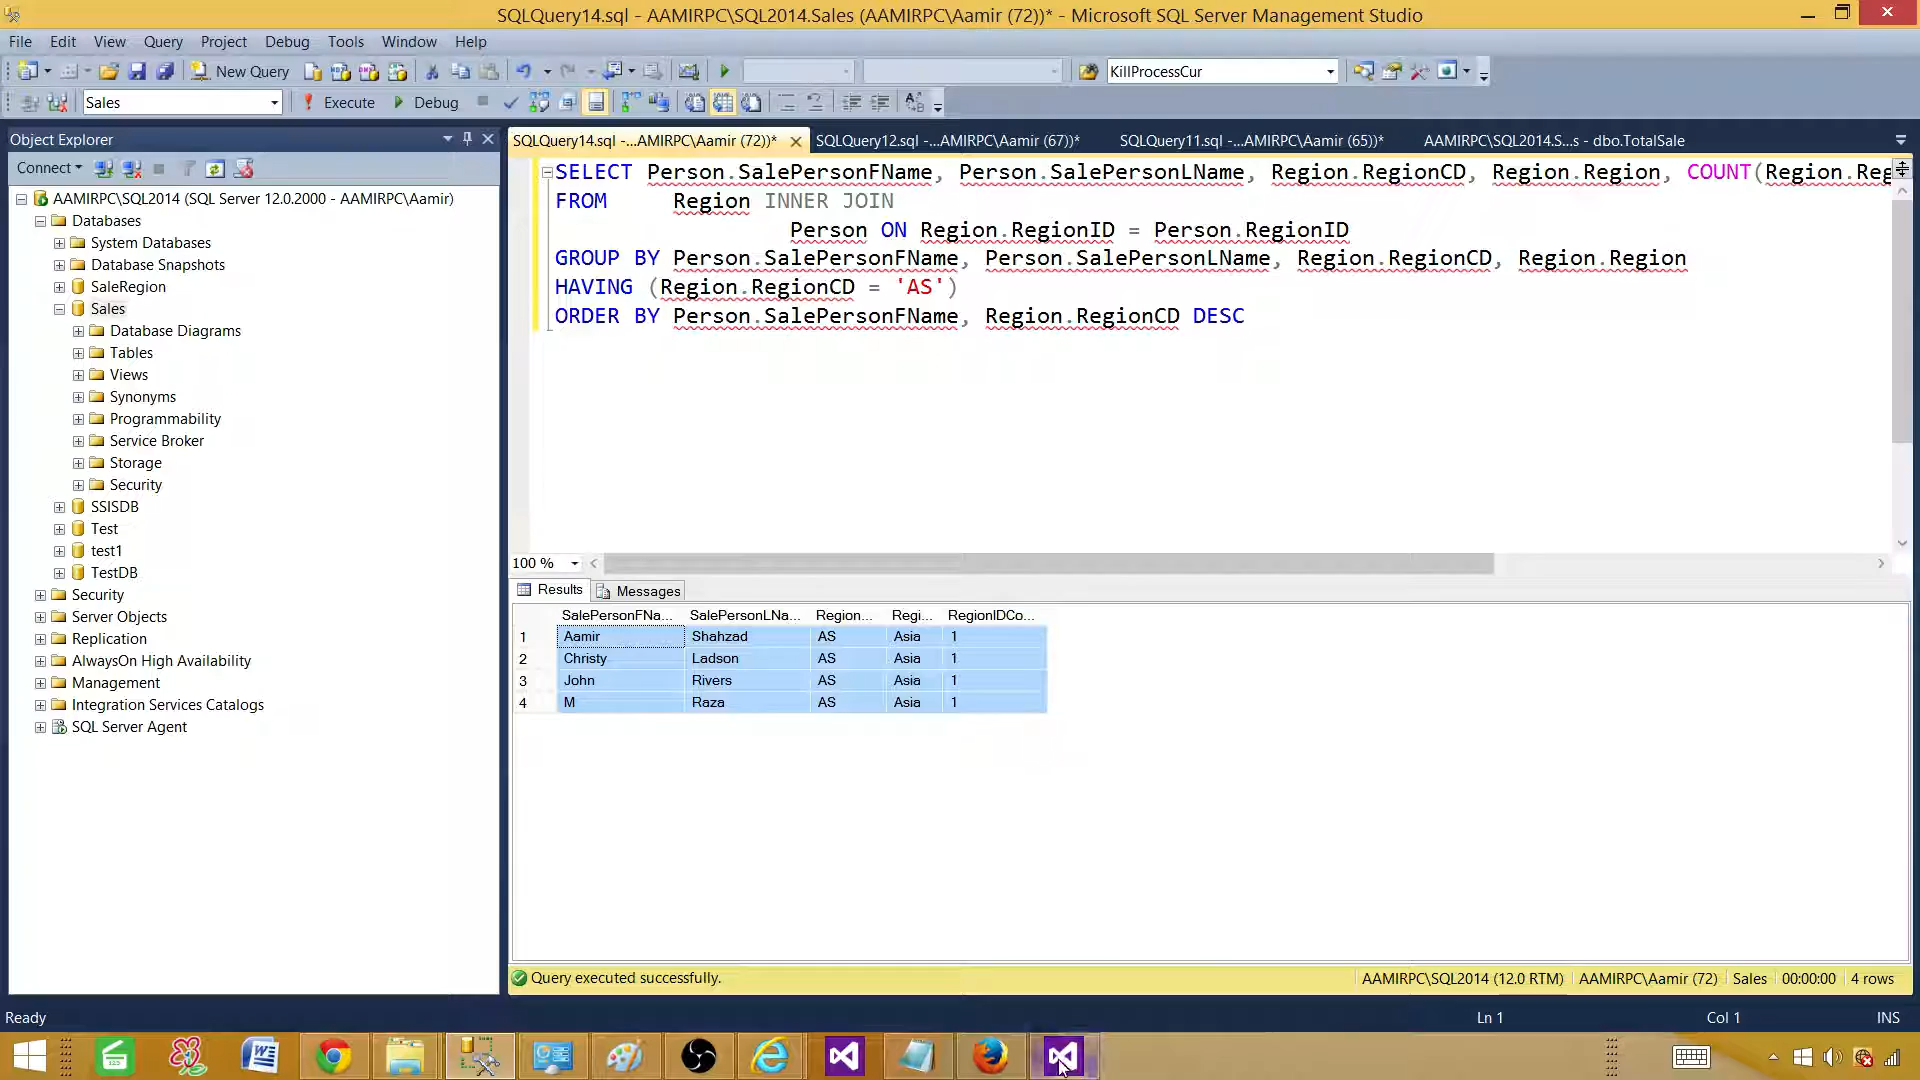 SQLQuery14.sql - AAMIRPC\SQL2014.Sales (AAMIRPC\Aamir (72))* - Microsoft SQL Server Management Studio
File Edit View Query Project Debug Tools Window Help
New Query KillProcessCur
Sales Execute Debug
Object Explorer
Connect
AAMIRPC\SQL2014 (SQL Server 12.0.2000 - AAMIRPC\Aamir)
Databases
System Databases
Database Snapshots
SaleRegion
Sales
Database Diagrams
Tables
Views
Synonyms
Programmability
Service Broker
Storage
Security
SSISDB
Test
test1
TestDB
Security
Server Objects
Replication
AlwaysOn High Availability
Management
Integration Services Catalogs
SQL Server Agent
SQLQuery14.sql -...AMIRPC\Aamir (72))* SQLQuery12.sql -...AMIRPC\Aamir (67))* SQLQuery11.sql -...AMIRPC\Aamir (65))* AAMIRPC\SQL2014.S...s - dbo.TotalSale
SELECT Person.SalePersonFName, Person.SalePersonLName, Region.RegionCD, Region.Region, COUNT(Region.Reg
FROM Region INNER JOIN
Person ON Region.RegionID = Person.RegionID
GROUP BY Person.SalePersonFName, Person.SalePersonLName, Region.RegionCD, Region.Region
HAVING (Region.RegionCD = 'AS')
ORDER BY Person.SalePersonFName, Region.RegionCD DESC
100 %
Results Messages
SalePersonFNa... SalePersonLNa... Region... Regi... RegionIDCo...
1 Aamir Shahzad AS Asia 1
2 Christy Ladson AS Asia 1
3 John Rivers AS Asia 1
4 M Raza AS Asia 1
Query executed successfully. AAMIRPC\SQL2014 (12.0 RTM) AAMIRPC\Aamir (72) Sales 00:00:00 4 rows
Ready Ln 1 Col 1 INS